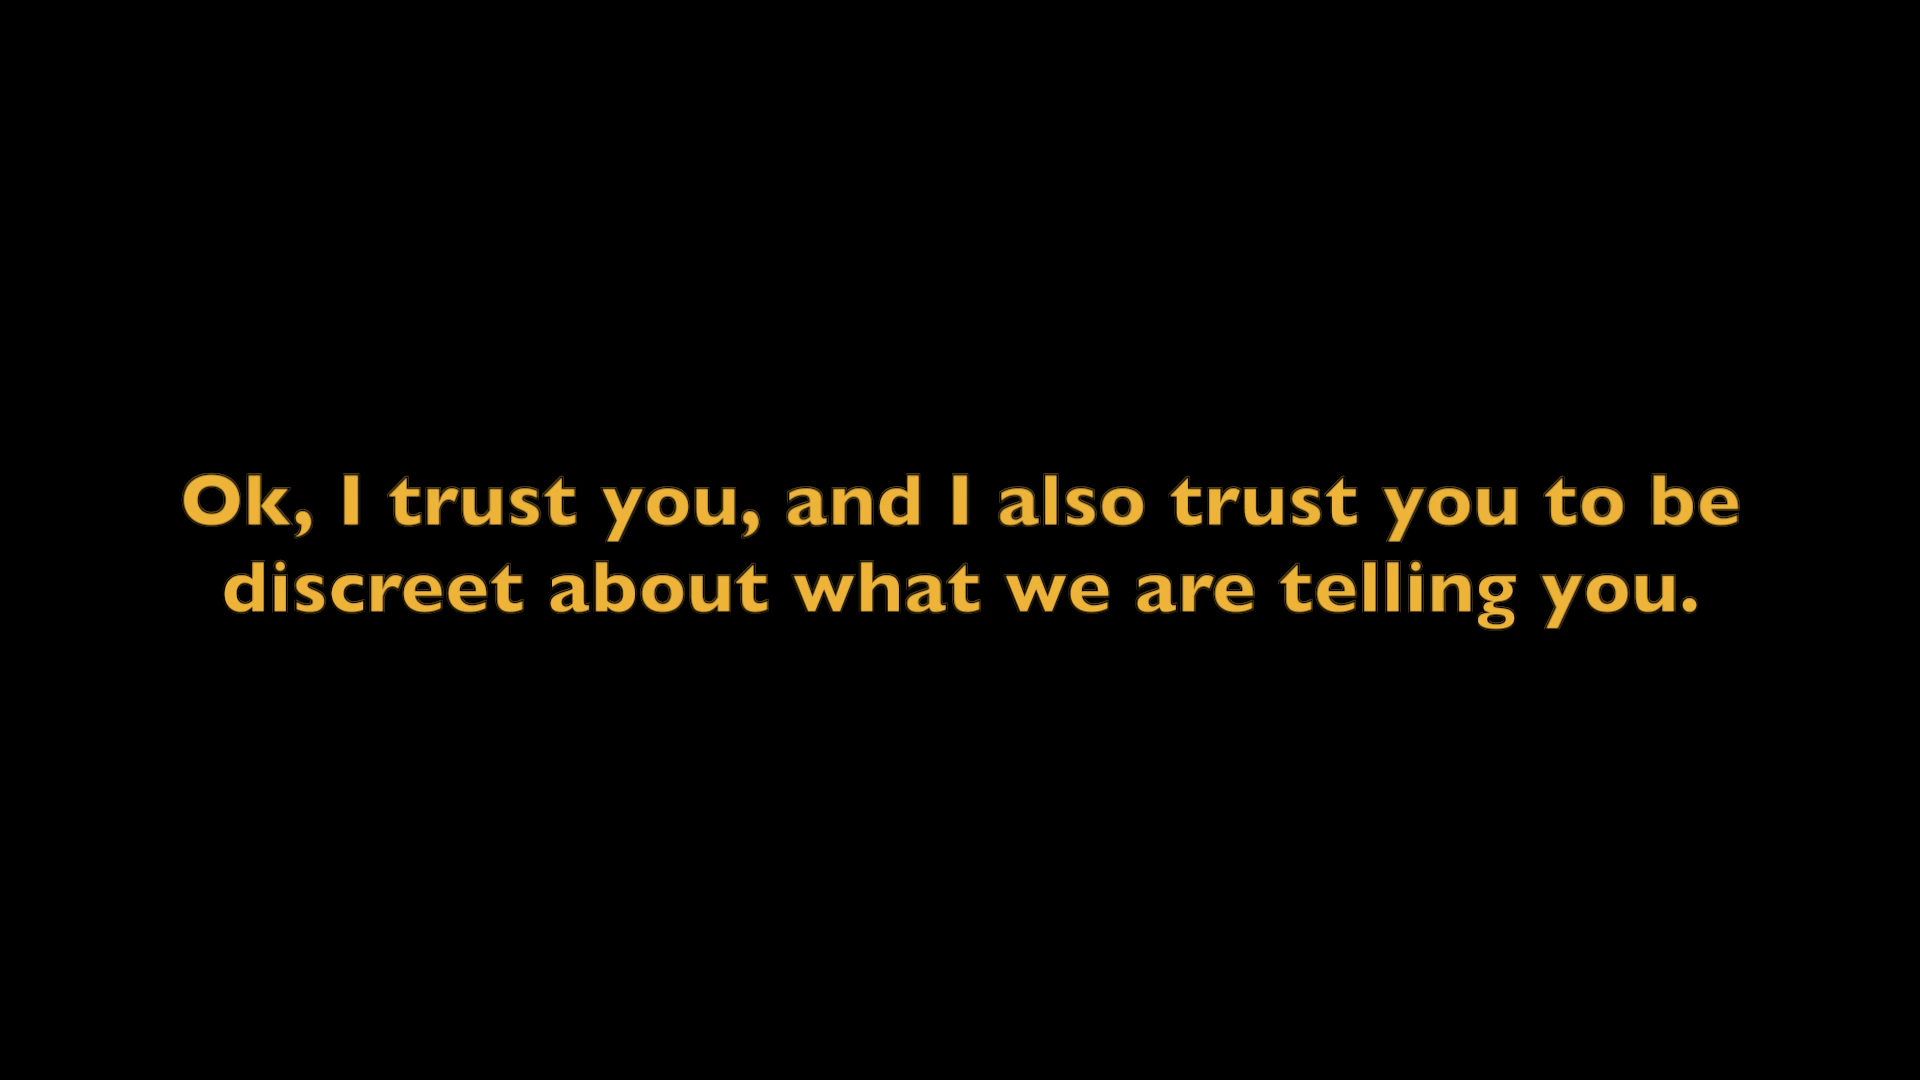 Ok, I trust you, and I also trust you to be
discreet about what we are telling you.